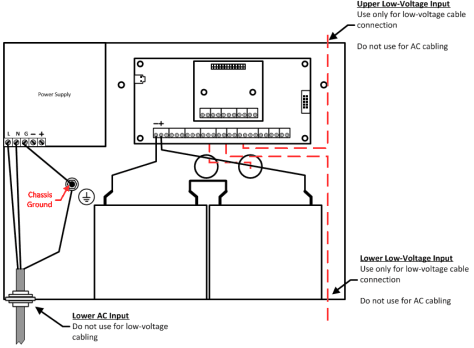 Upper Low-Voltage Input
Use only for low-voltage cable
connection
Do not use for AC cabling
Power Supply
L N G – +
– +
Chassis
Ground
Lower Low-Voltage Input
Use only for low-voltage cable
connection
Do not use for AC cabling
Lower AC Input
Do not use for low-voltage
cabling